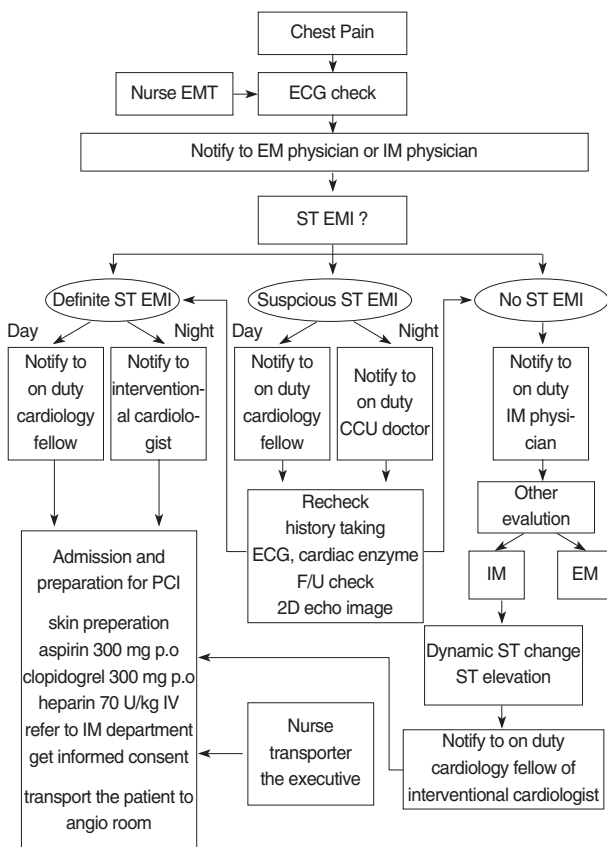 Chest Pain
Nurse EMT
ECG check
Notify to EM physician or IM physician
ST EMI ?
Definite ST EMI
Suspcious ST EMI
No ST EMI
Day
Night
Day
Night
Notify to
on duty
cardiology
fellow
Notify to
intervention-
al cardiolo-
gist
Notify to
on duty
cardiology
fellow
Notify to
on duty
CCU doctor
Notify to
on duty
IM physi-
cian
Recheck
history taking
ECG, cardiac enzyme
F/U check
2D echo image
Other
evalution
IM
EM
Dynamic ST change
ST elevation
Notify to on duty
cardiology fellow of
interventional cardiologist
Admission and
preparation for PCI
skin preperation
aspirin 300 mg p.o
clopidogrel 300 mg p.o
heparin 70 U/kg IV
refer to IM department
get informed consent
transport the patient to
angio room
Nurse
transporter
the executive